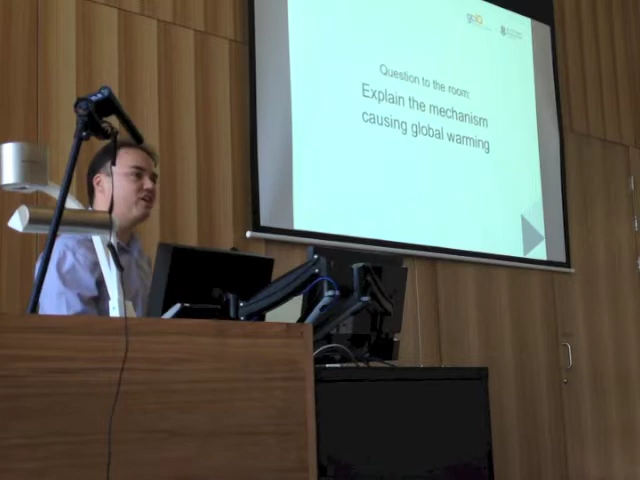 Question to the room:
Explain the mechanism
causing global warming